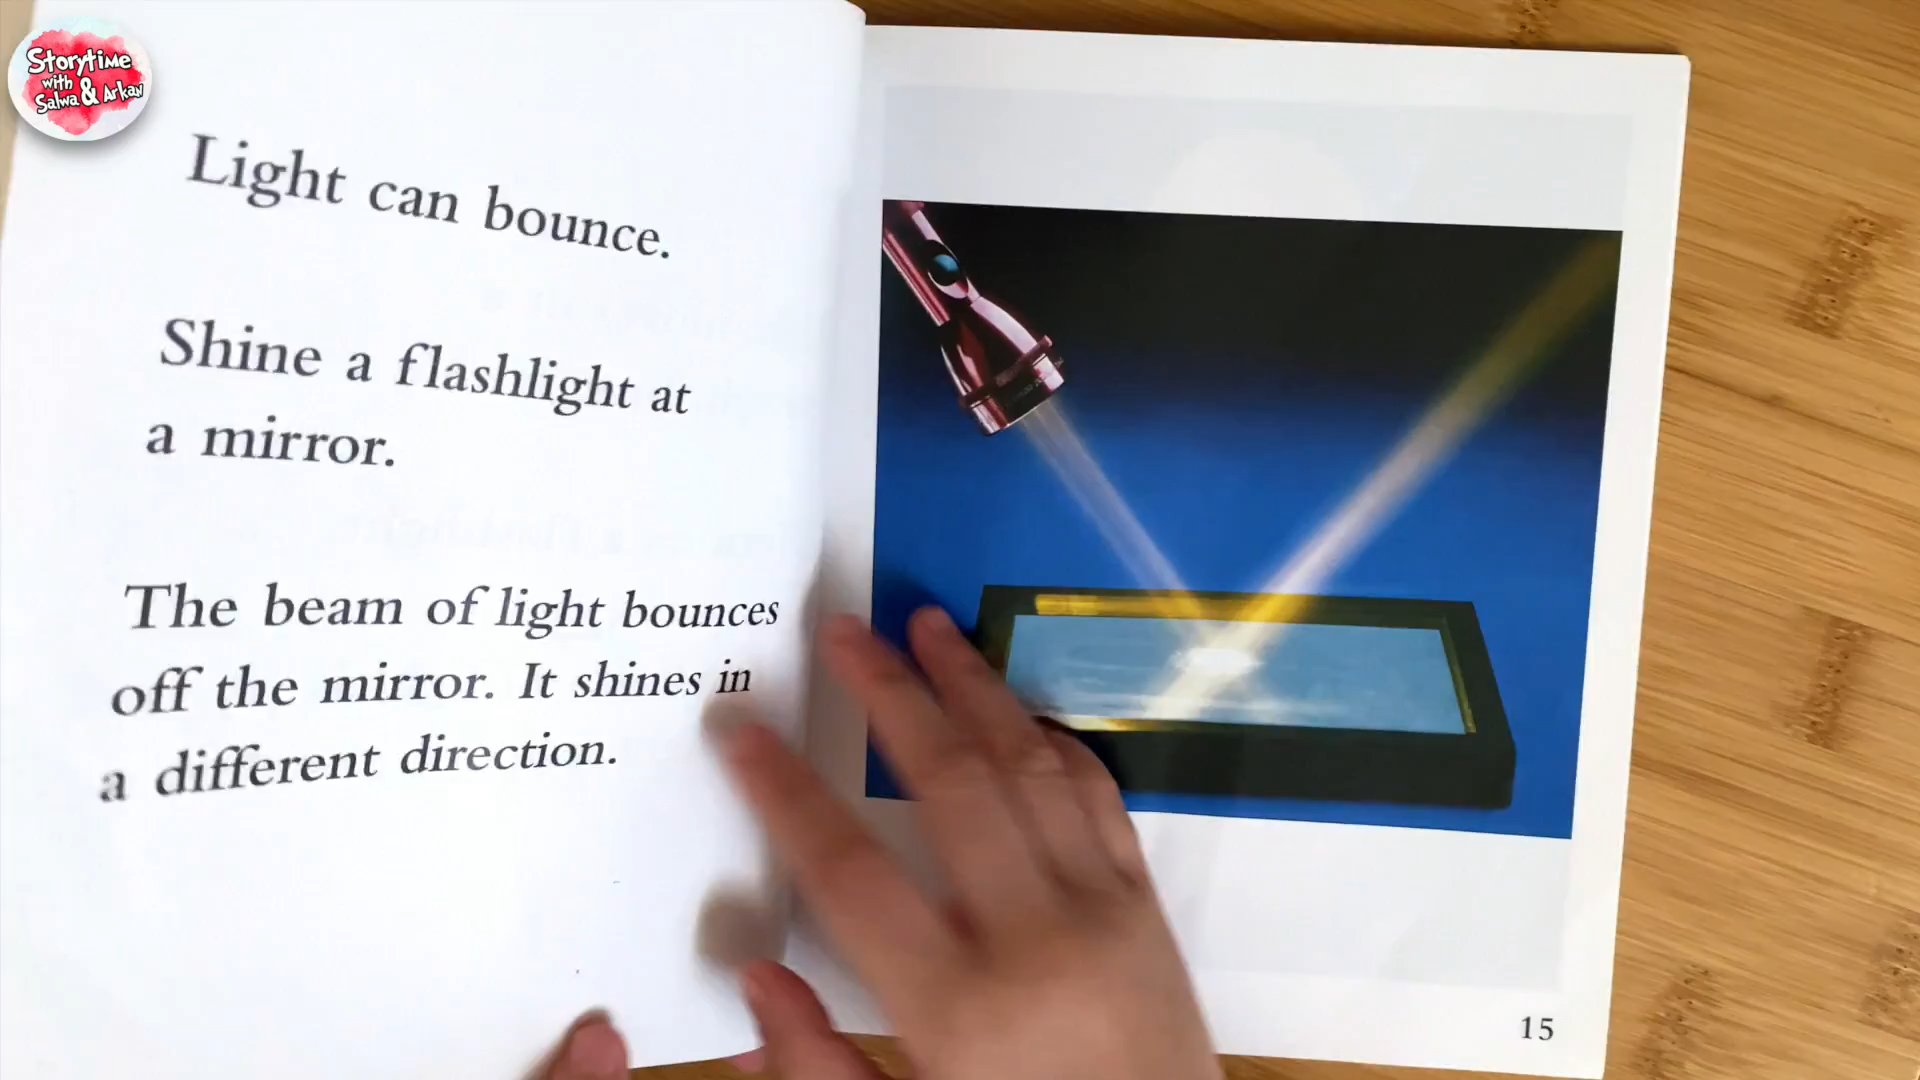 Storytime
with
Salwa & Arkan
Light can bounce.
Shine a flashlight at
a mirror.
The beam of light bounces
off the mirror. It shines in
a different direction.
15